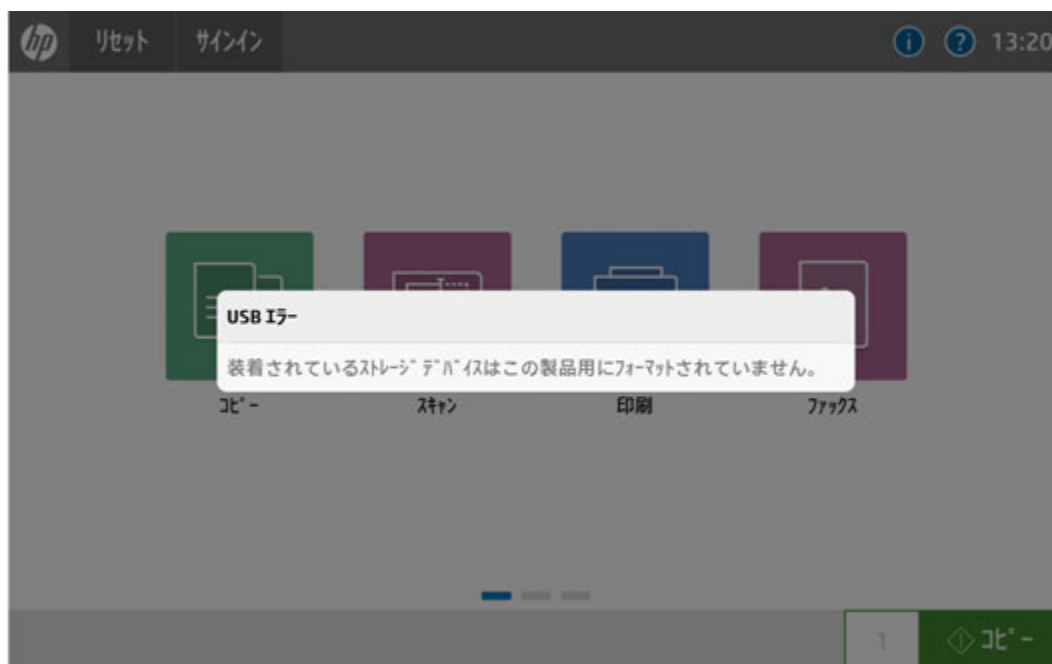 hp リセット サインイン i ? 13:20
USB ｴﾗｰ
装着されているｽﾄﾚｰｼﾞ ﾃﾞﾊﾞｲｽはこの製品用にﾌｫｰﾏｯﾄされていません。
ｺﾋﾟｰ ｽｷｬﾝ 印刷 ﾌｧｯｸｽ
1 ｺﾋﾟｰ